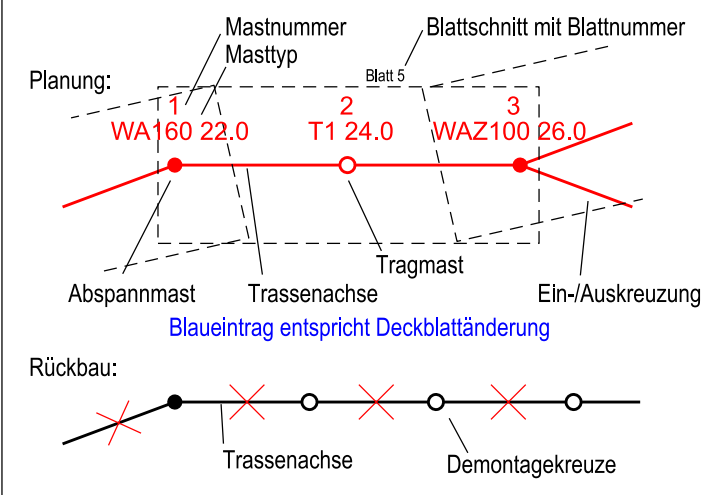 Mastnummer
Masttyp
Blattschnitt mit Blattnummer
Planung:
Blatt 5
1
2
3
WA160 22.0
T1 24.0
WAZ100 26.0
Tragmast
Abspannmast
Trassenachse
Ein-/Auskreuzung
Blaueintrag entspricht Deckblattänderung
Rückbau:
Trassenachse
Demontagekreuze